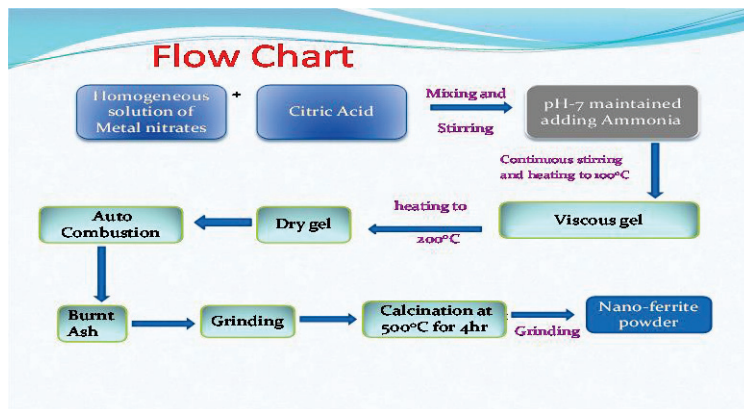 Flow Chart
Homogeneous
solution of
Metal nitrates
+
Citric Acid
Mixing and
Stirring
pH-7 maintained
adding Ammonia
Continuous stirring
and heating to 100°C
Viscous gel
heating to
200°C
Dry gel
Auto
Combustion
Burnt
Ash
Grinding
Calcination at
500°C for 4hr
Grinding
Nano-ferrite
powder